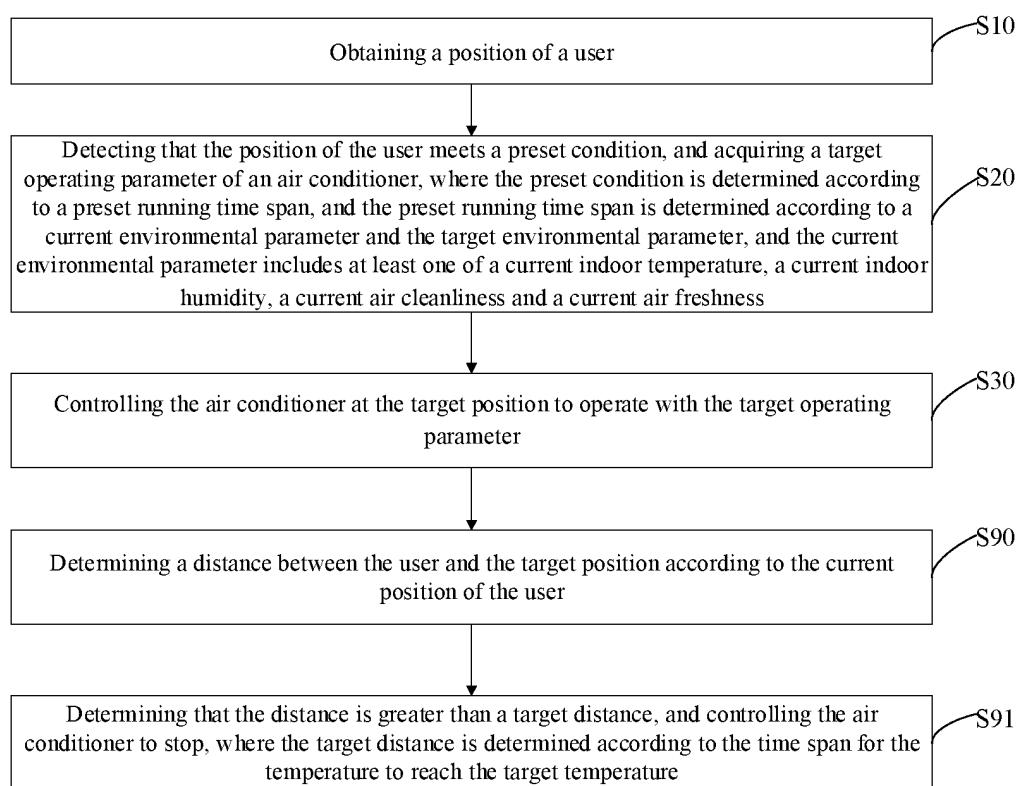 S10
Obtaining a position of a user
Detecting that the position of the user meets a preset condition, and acquiring a target
operating parameter of an air conditioner, where the preset condition is determined according
to a preset running time span, and the preset running time span is determined according to a
current environmental parameter and the target environmental parameter, and the current
environmental parameter includes at least one of a current indoor temperature, a current indoor
humidity, a current air cleanliness and a current air freshness
S20
Controlling the air conditioner at the target position to operate with the target operating
parameter
S30
Determining a distance between the user and the target position according to the current
position of the user
S90
Determining that the distance is greater than a target distance, and controlling the air
conditioner to stop, where the target distance is determined according to the time span for the
temperature to reach the target temperature
S91